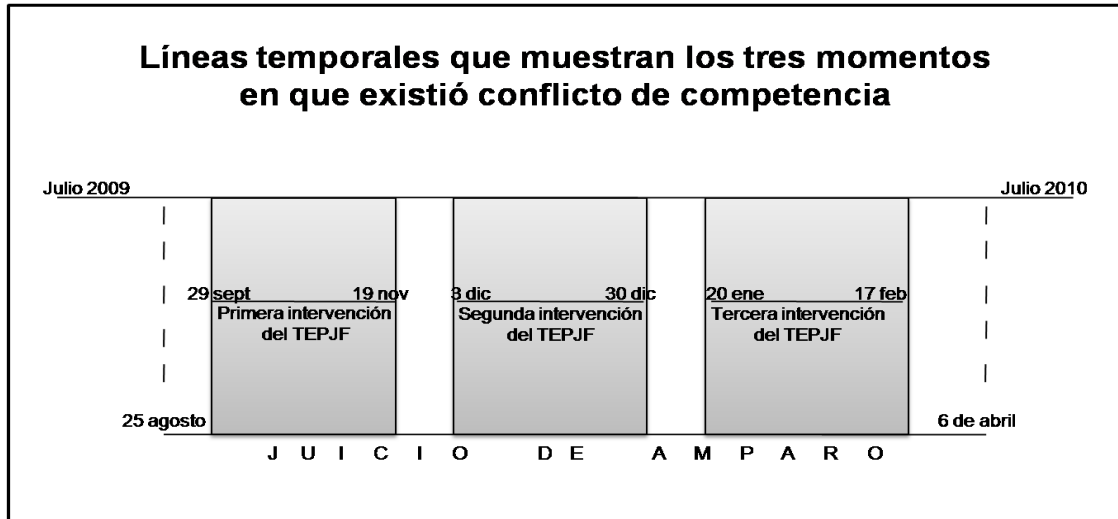 Líneas temporales que muestran los tres momentos
en que existió conflicto de competencia
Julio 2009
Julio 2010
29 sept
19 nov
3 dic
30 dic
20 ene
17 feb
Primera intervención
del TEPJF
Segunda intervención
del TEPJF
Tercera intervención
del TEPJF
25 agosto
6 de abril
J U I C I O D E A M P A R O